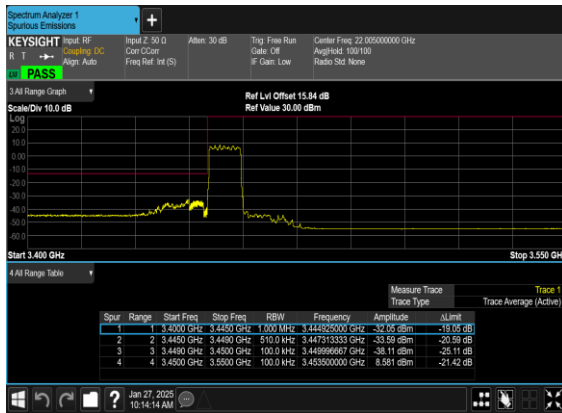 Spectrum Analyzer 1
Spurious Emissions
KEYSIGHT Input: RF Input Z: 50 Ω Atten: 30 dB Trig: Free Run Center Freq: 22.005000000 GHz
R T Coupling: DC Corr CCorr Gate: Off Avg|Hold: 100/100
Align: Auto Freq Ref: Int (S) IF Gain: Low Radio Std: None
PASS
3 All Range Graph
Ref Lvl Offset 15.84 dB
Scale/Div 10.0 dB Ref Value 30.00 dBm
Log
20.0
10.0
0.00
-10.0
-20.0
-30.0
-40.0
-50.0
-60.0
Start 3.400 GHz Stop 3.550 GH
4 All Range Table
Measure Trace Trace 1
Trace Type Trace Average (Active)
Spur Range Start Freq Stop Freq RBW Frequency Amplitude ΔLimit
1 1 3.4000 GHz 3.4450 GHz 1.000 MHz 3.444925000 GHz -32.05 dBm -19.05 dB
2 2 3.4450 GHz 3.4490 GHz 510.0 kHz 3.447313333 GHz -33.59 dBm -20.59 dB
3 3 3.4490 GHz 3.4500 GHz 100.0 kHz 3.449996667 GHz -38.11 dBm -25.11 dB
4 4 3.4500 GHz 3.5500 GHz 100.0 kHz 3.453500000 GHz 8.581 dBm -21.42 dB
? Jan 27, 2025
10:14:14 AM